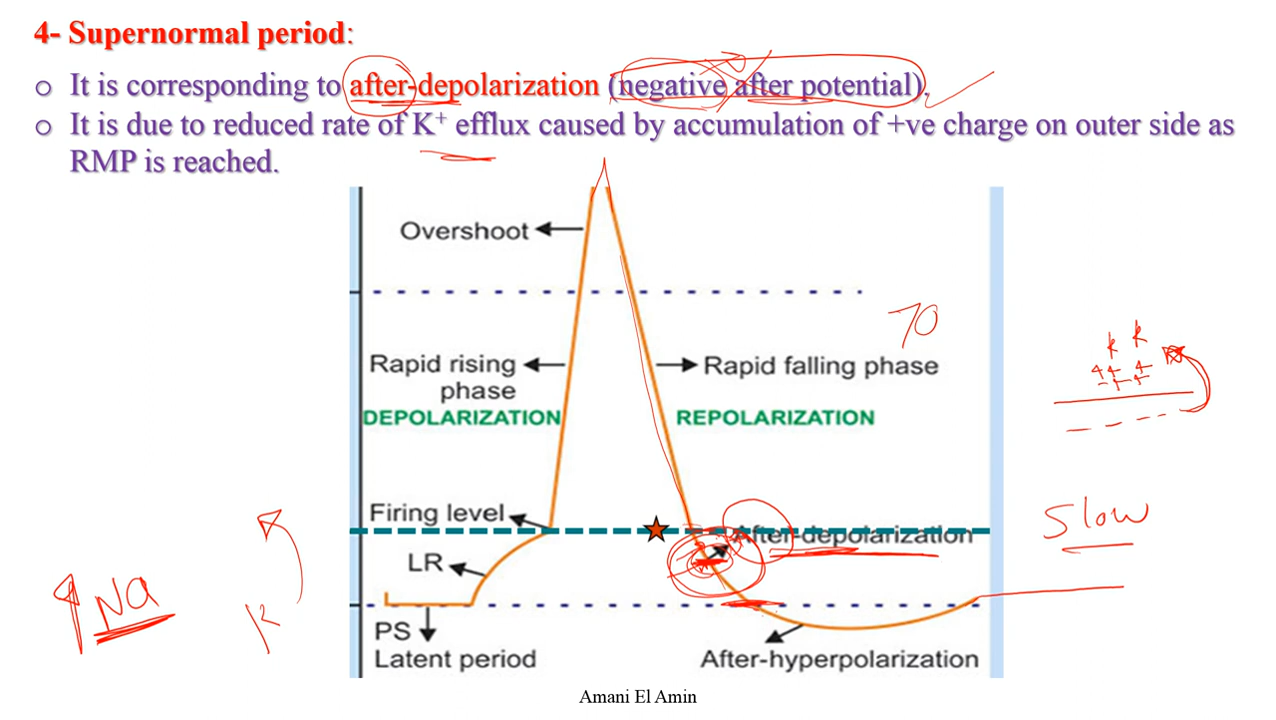 4- Supernormal period:
o It is corresponding to after-depolarization (negative after potential).
o It is due to reduced rate of K⁺ efflux caused by accumulation of +ve charge on outer side as
RMP is reached.
Overshoot
70
Rapid rising
phase
Rapid falling phase
K K
++ +
-++
DEPOLARIZATION
REPOLARIZATION
Firing level
After-depolarization
Slow
LR
Na
K
PS
Latent period
After-hyperpolarization
Amani El Amin